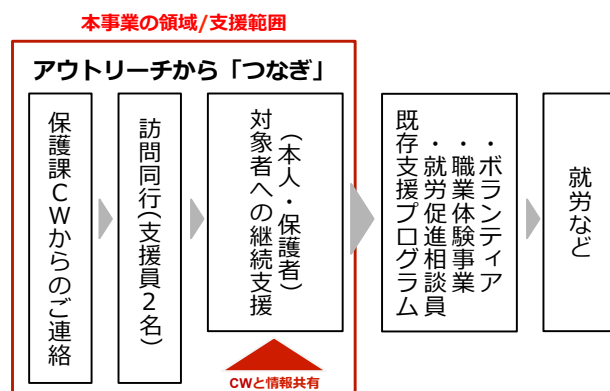 本事業の領域/支援範囲
アウトリーチから「つなぎ」
保護課CWからのご連絡
訪問同行(支援員2名)
対象者への継続支援
(本人・保護者)
既存支援プログラム
・就労促進相談員
・職業体験事業
・ボランティア
就労など
CWと情報共有